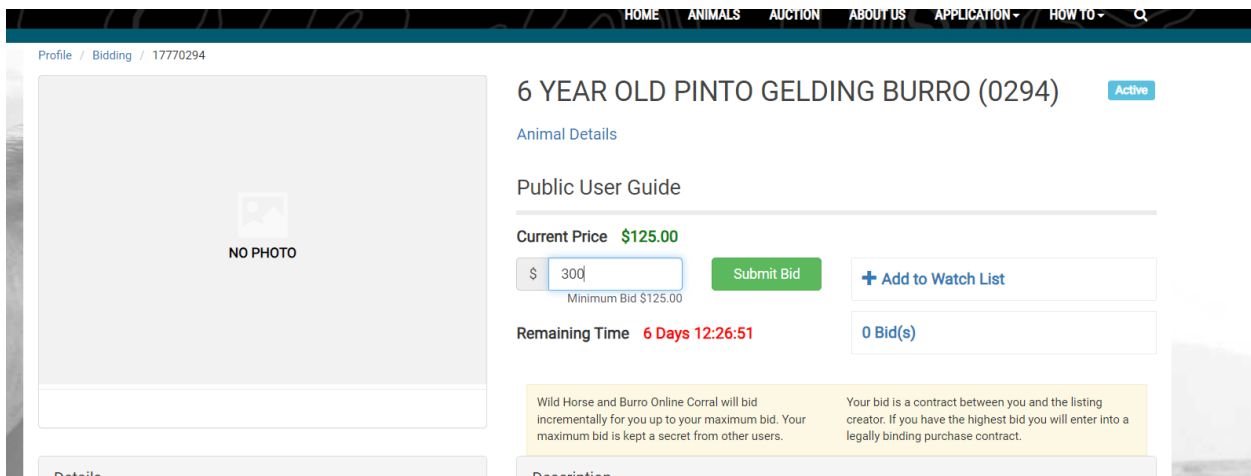 HOME ANIMALS AUCTION ABOUT US APPLICATION HOW TO
Profile / Bidding / 17770294
6 YEAR OLD PINTO GELDING BURRO (0294)
Active
Animal Details
Public User Guide
NO PHOTO
Current Price $125.00
$ 300
Submit Bid
+ Add to Watch List
Minimum Bid $125.00
Remaining Time 6 Days 12:26:51
0 Bid(s)
Wild Horse and Burro Online Corral will bid
incrementally for you up to your maximum bid. Your
maximum bid is kept a secret from other users.
Your bid is a contract between you and the listing
creator. If you have the highest bid you will enter into a
legally binding purchase contract.
Details
Description